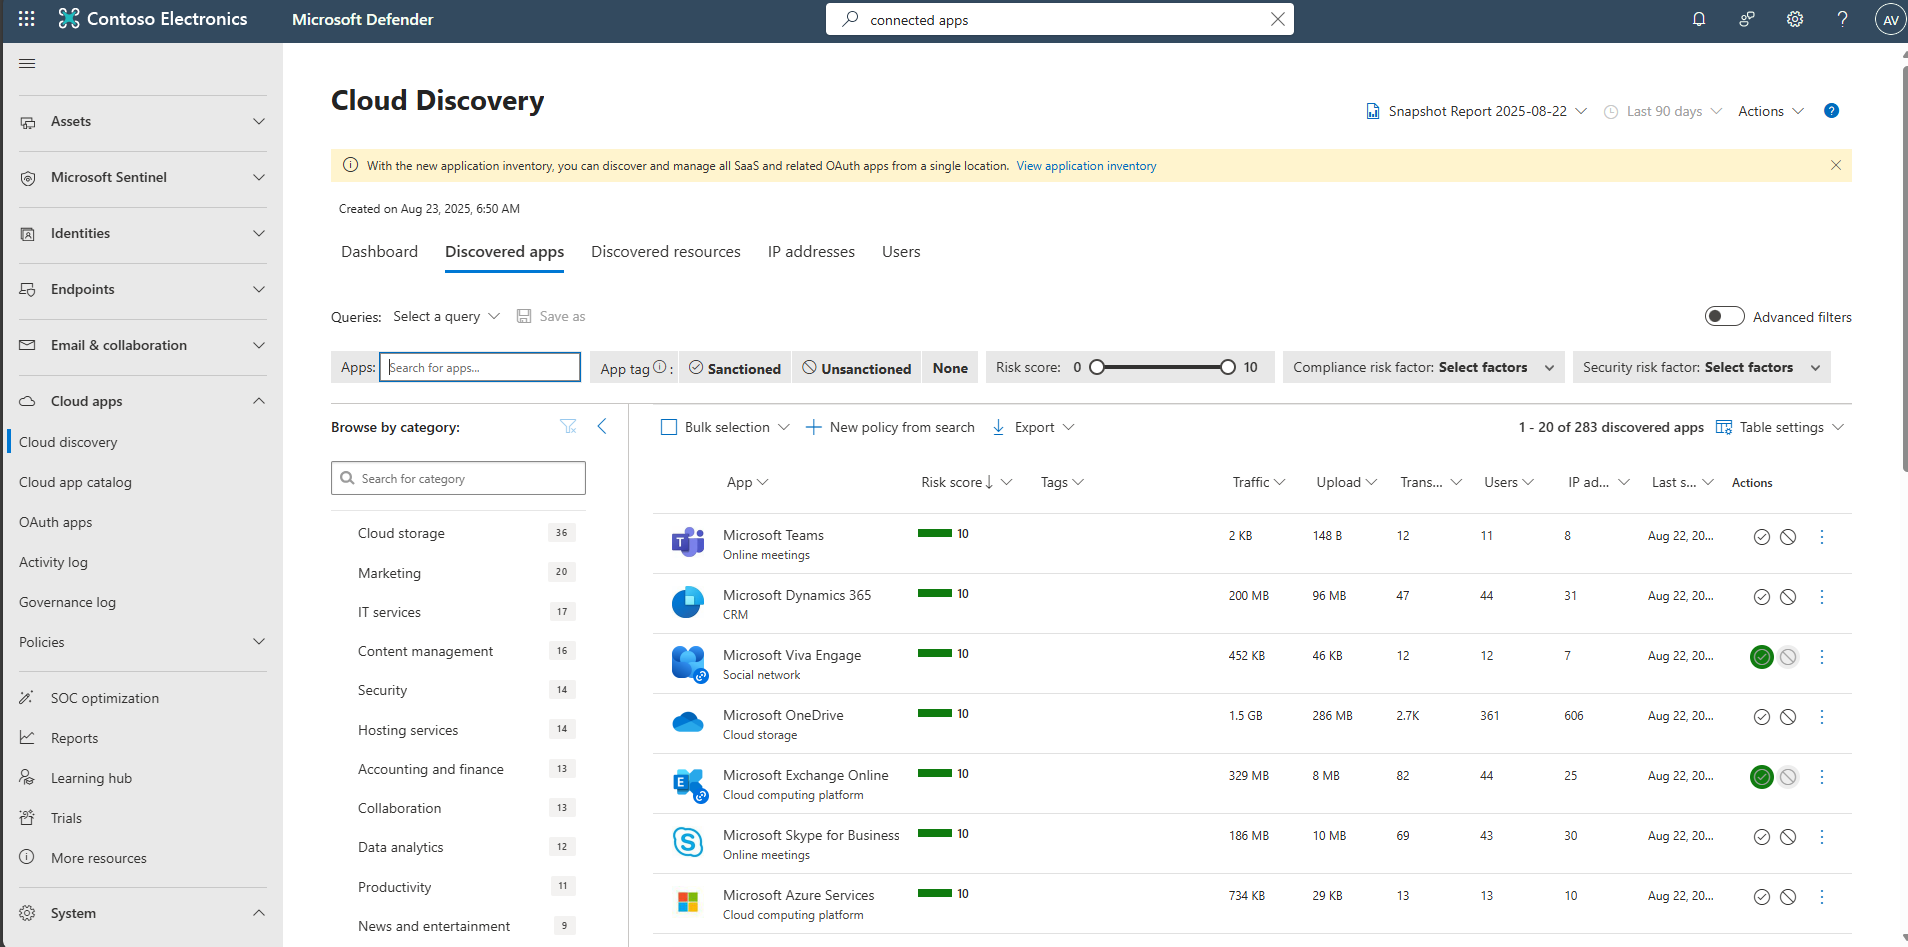 Contoso Electronics
Microsoft Defender
connected apps
AV
Assets
Microsoft Sentinel
Identities
Endpoints
Email & collaboration
Cloud apps
Cloud discovery
Cloud app catalog
OAuth apps
Activity log
Governance log
Policies
SOC optimization
Reports
Learning hub
Trials
More resources
System
Cloud Discovery
Snapshot Report 2025-08-22
Last 90 days
Actions
With the new application inventory, you can discover and manage all SaaS and related OAuth apps from a single location. View application inventory
Created on Aug 23, 2025, 6:50 AM
Dashboard Discovered apps Discovered resources IP addresses Users
Queries: Select a query Save as
Advanced filters
Apps: Search for apps... App tag : Sanctioned Unsanctioned None Risk score: 0 10 Compliance risk factor: Select factors Security risk factor: Select factors
Browse by category:
Search for category
Cloud storage 36
Marketing 20
IT services 17
Content management 16
Security 14
Hosting services 14
Accounting and finance 13
Collaboration 13
Data analytics 12
Productivity 11
News and entertainment 9
Bulk selection New policy from search Export 1 - 20 of 283 discovered apps Table settings
App Risk score Tags Traffic Upload Trans... Users IP ad... Last s... Actions
Microsoft Teams 10 2 KB 148 B 12 11 8 Aug 22, 20...
Online meetings
Microsoft Dynamics 365 10 200 MB 96 MB 47 44 31 Aug 22, 20...
CRM
Microsoft Viva Engage 10 452 KB 46 KB 12 12 7 Aug 22, 20...
Social network
Microsoft OneDrive 10 1.5 GB 286 MB 2.7K 361 606 Aug 22, 20...
Cloud storage
Microsoft Exchange Online 10 329 MB 8 MB 82 44 25 Aug 22, 20...
Cloud computing platform
Microsoft Skype for Business 10 186 MB 10 MB 69 43 30 Aug 22, 20...
Online meetings
Microsoft Azure Services 10 734 KB 29 KB 13 13 10 Aug 22, 20...
Cloud computing platform